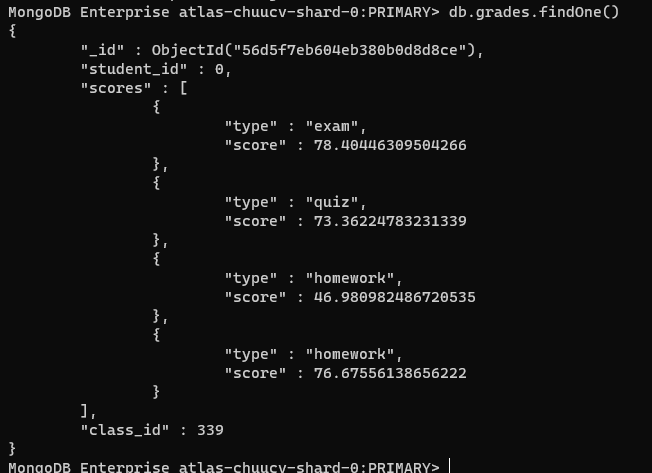 MongoDB Enterprise atlas-chuucv-shard-0:PRIMARY> db.grades.findOne()
{
        "_id" : ObjectId("56d5f7eb604eb380b0d8d8ce"),
        "student_id" : 0,
        "scores" : [
                {
                        "type" : "exam",
                        "score" : 78.40446309504266
                },
                {
                        "type" : "quiz",
                        "score" : 73.36224783231339
                },
                {
                        "type" : "homework",
                        "score" : 46.980982486720535
                },
                {
                        "type" : "homework",
                        "score" : 76.67556138656222
                }
        ],
        "class_id" : 339
}
MongoDB Enterprise atlas-chuucv-shard-0:PRIMARY>